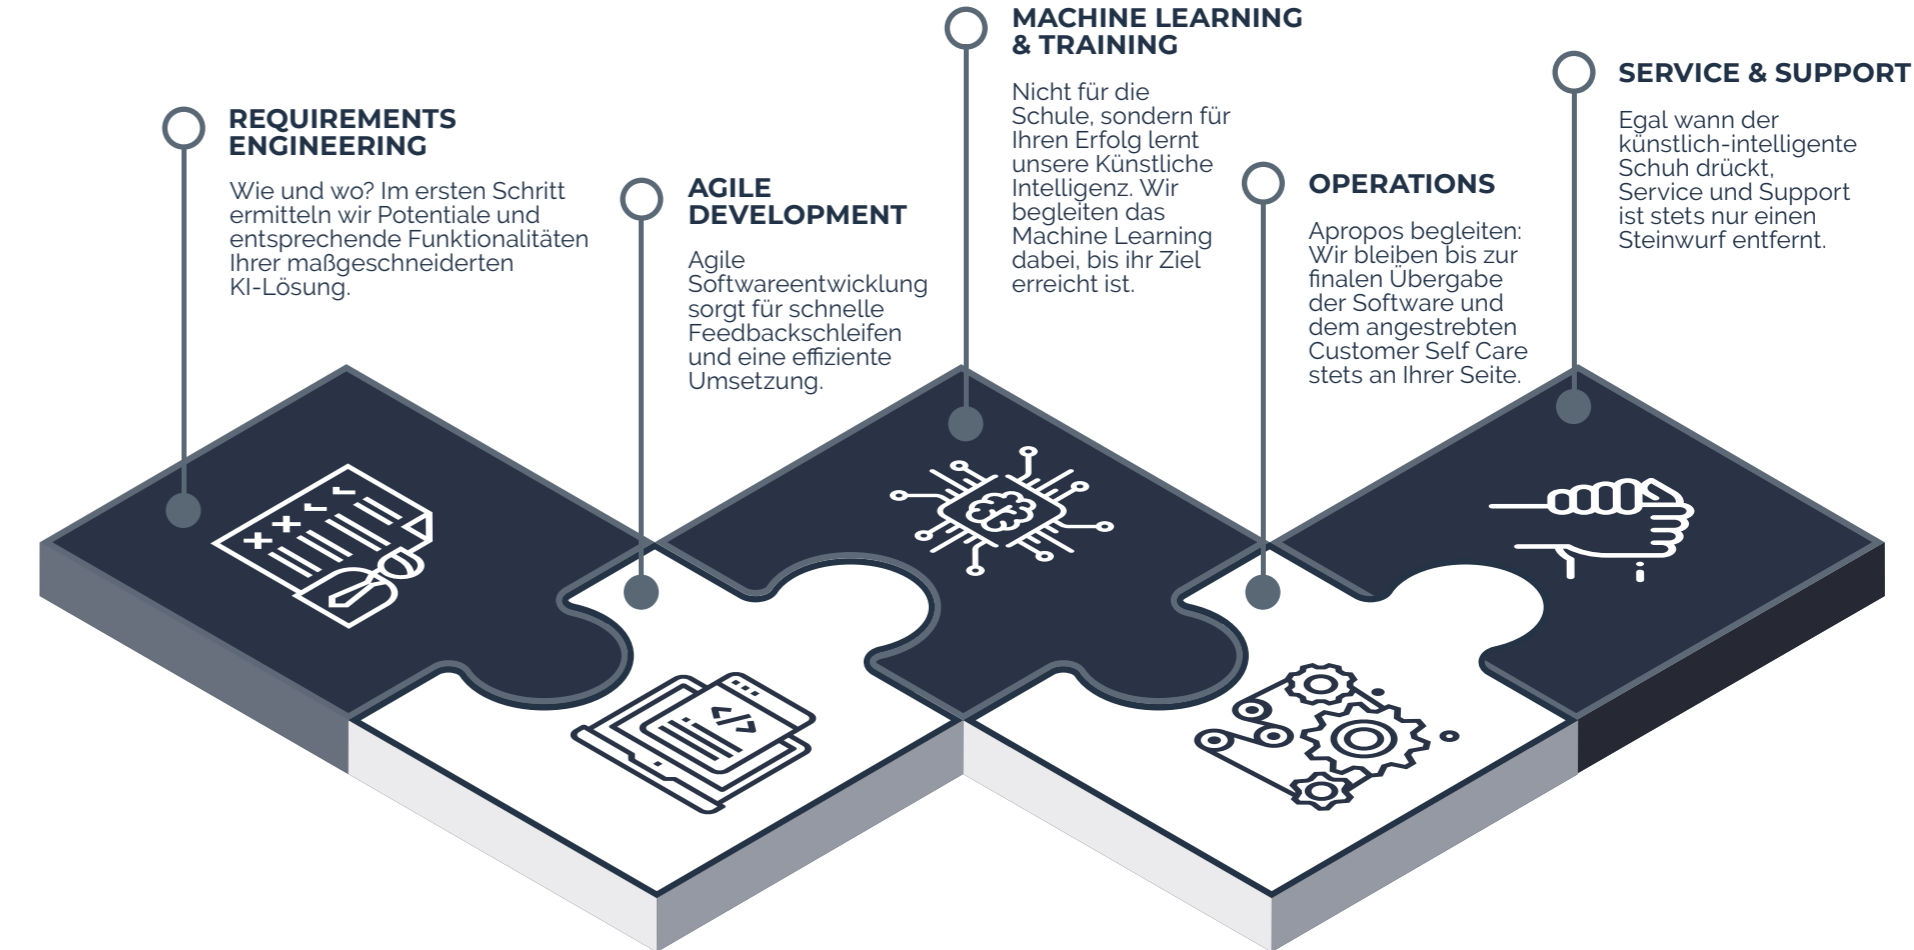 REQUIREMENTS
ENGINEERING
Wie und wo? Im ersten Schritt
ermitteln wir Potentiale und
entsprechende Funktionalitäten
Ihrer maßgeschneiderten
KI-Lösung.
AGILE
DEVELOPMENT
Agile
Softwareentwicklung
sorgt für schnelle
Feedbackschleifen
und eine effiziente
Umsetzung.
MACHINE LEARNING
& TRAINING
Nicht für die
Schule, sondern für
Ihren Erfolg lernt
unsere Künstliche
Intelligenz. Wir
begleiten das
Machine Learning
dabei, bis ihr Ziel
erreicht ist.
OPERATIONS
Apropos begleiten:
Wir bleiben bis zur
finalen Übergabe
der Software und
dem angestrebten
Customer Self Care
stets an Ihrer Seite.
SERVICE & SUPPORT
Egal wann der
künstlich-intelligente
Schuh drückt,
Service und Support
ist stets nur einen
Steinwurf entfernt.